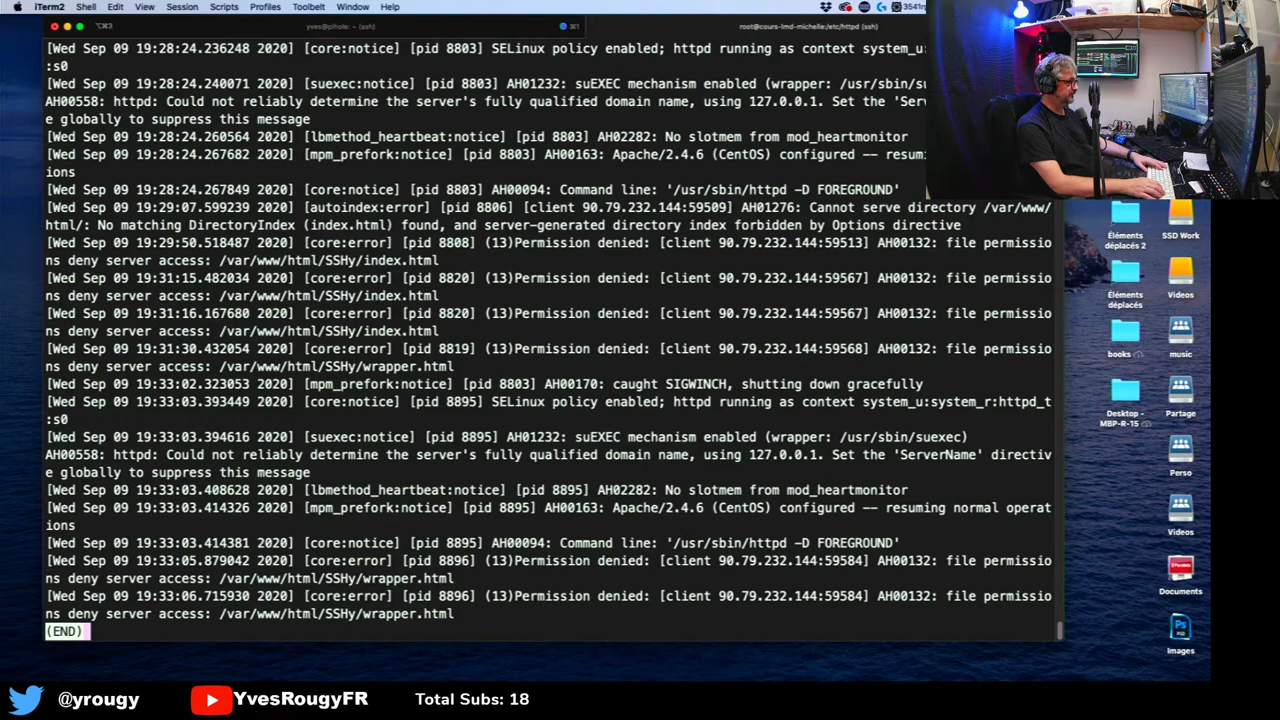 iTerm2 Shell Edit View Session Scripts Profiles Toolbelt Window Help
⌥⌘3 yves@pihole: ~ (ssh) ⌘1 root@cours-lmd-michelle:/etc/httpd (ssh)
[Wed Sep 09 19:28:24.236248 2020] [core:notice] [pid 8803] SELinux policy enabled; httpd running as context system_u:
:s0
[Wed Sep 09 19:28:24.240071 2020] [suexec:notice] [pid 8803] AH01232: suEXEC mechanism enabled (wrapper: /usr/sbin/su
AH00558: httpd: Could not reliably determine the server's fully qualified domain name, using 127.0.0.1. Set the 'Ser
e globally to suppress this message
[Wed Sep 09 19:28:24.260564 2020] [lbmethod_heartbeat:notice] [pid 8803] AH02282: No slotmem from mod_heartmonitor
[Wed Sep 09 19:28:24.267682 2020] [mpm_prefork:notice] [pid 8803] AH00163: Apache/2.4.6 (CentOS) configured -- resumi
ions
[Wed Sep 09 19:28:24.267849 2020] [core:notice] [pid 8803] AH00094: Command line: '/usr/sbin/httpd -D FOREGROUND'
[Wed Sep 09 19:29:07.599239 2020] [autoindex:error] [pid 8806] [client 90.79.232.144:59509] AH01276: Cannot serve directory /var/www/
html/: No matching DirectoryIndex (index.html) found, and server-generated directory index forbidden by Options directive
[Wed Sep 09 19:29:50.518487 2020] [core:error] [pid 8808] (13)Permission denied: [client 90.79.232.144:59513] AH00132: file permissio
ns deny server access: /var/www/html/SSHy/index.html
[Wed Sep 09 19:31:15.482034 2020] [core:error] [pid 8820] (13)Permission denied: [client 90.79.232.144:59567] AH00132: file permissio
ns deny server access: /var/www/html/SSHy/index.html
[Wed Sep 09 19:31:16.167680 2020] [core:error] [pid 8820] (13)Permission denied: [client 90.79.232.144:59567] AH00132: file permissio
ns deny server access: /var/www/html/SSHy/index.html
[Wed Sep 09 19:31:30.432054 2020] [core:error] [pid 8819] (13)Permission denied: [client 90.79.232.144:59568] AH00132: file permissio
ns deny server access: /var/www/html/SSHy/wrapper.html
[Wed Sep 09 19:33:02.323053 2020] [mpm_prefork:notice] [pid 8803] AH00170: caught SIGWINCH, shutting down gracefully
[Wed Sep 09 19:33:03.393449 2020] [core:notice] [pid 8895] SELinux policy enabled; httpd running as context system_u:system_r:httpd_t
:s0
[Wed Sep 09 19:33:03.394616 2020] [suexec:notice] [pid 8895] AH01232: suEXEC mechanism enabled (wrapper: /usr/sbin/suexec)
AH00558: httpd: Could not reliably determine the server's fully qualified domain name, using 127.0.0.1. Set the 'ServerName' directiv
e globally to suppress this message
[Wed Sep 09 19:33:03.408628 2020] [lbmethod_heartbeat:notice] [pid 8895] AH02282: No slotmem from mod_heartmonitor
[Wed Sep 09 19:33:03.414326 2020] [mpm_prefork:notice] [pid 8895] AH00163: Apache/2.4.6 (CentOS) configured -- resuming normal operat
ions
[Wed Sep 09 19:33:03.414381 2020] [core:notice] [pid 8895] AH00094: Command line: '/usr/sbin/httpd -D FOREGROUND'
[Wed Sep 09 19:33:05.879042 2020] [core:error] [pid 8896] (13)Permission denied: [client 90.79.232.144:59584] AH00132: file permissio
ns deny server access: /var/www/html/SSHy/wrapper.html
[Wed Sep 09 19:33:06.715930 2020] [core:error] [pid 8896] (13)Permission denied: [client 90.79.232.144:59584] AH00132: file permissio
ns deny server access: /var/www/html/SSHy/wrapper.html
(END)
Éléments
déplacés 2
SSD Work
Éléments
déplacés
Videos
books
music
Desktop -
MBP-R-15
Partage
Perso
Videos
Documents
Images
@yrougy YvesRougyFR Total Subs: 18